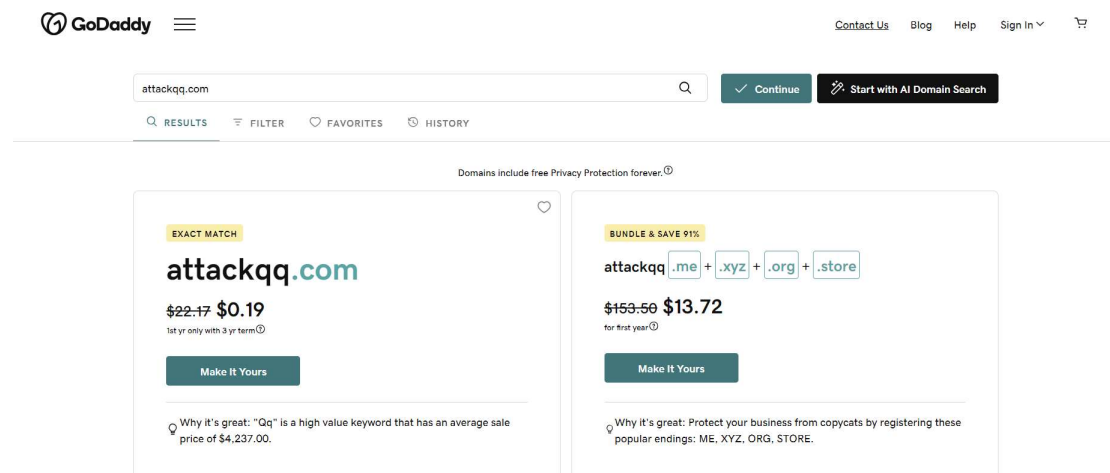 GoDaddy
Contact Us Blog Help Sign In
attackqq.com
Continue
Start with AI Domain Search
RESULTS FILTER FAVORITES HISTORY
Domains include free Privacy Protection forever.
EXACT MATCH
attackqq.com
$22.17 $0.19
1st yr only with 3 yr term
Make It Yours
Why it's great: "Qq" is a high value keyword that has an average sale
price of $4,237.00.
BUNDLE & SAVE 91%
attackqq .me + .xyz + .org + .store
$153.50 $13.72
for first year
Make It Yours
Why it's great: Protect your business from copycats by registering these
popular endings: ME, XYZ, ORG, STORE.